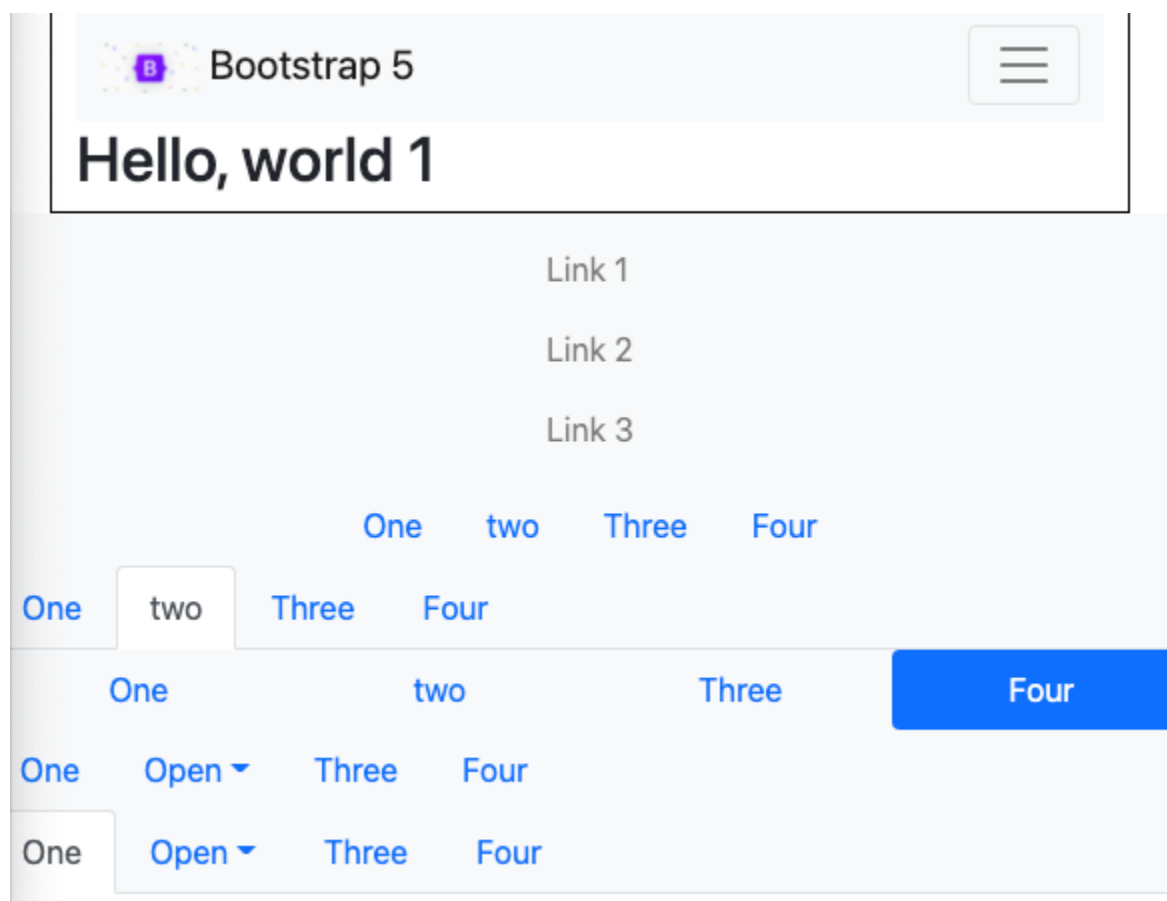 B Bootstrap 5
Hello, world 1
Link 1
Link 2
Link 3
One two Three Four
One two Three Four
One two Three Four
One Open Three Four
One Open Three Four